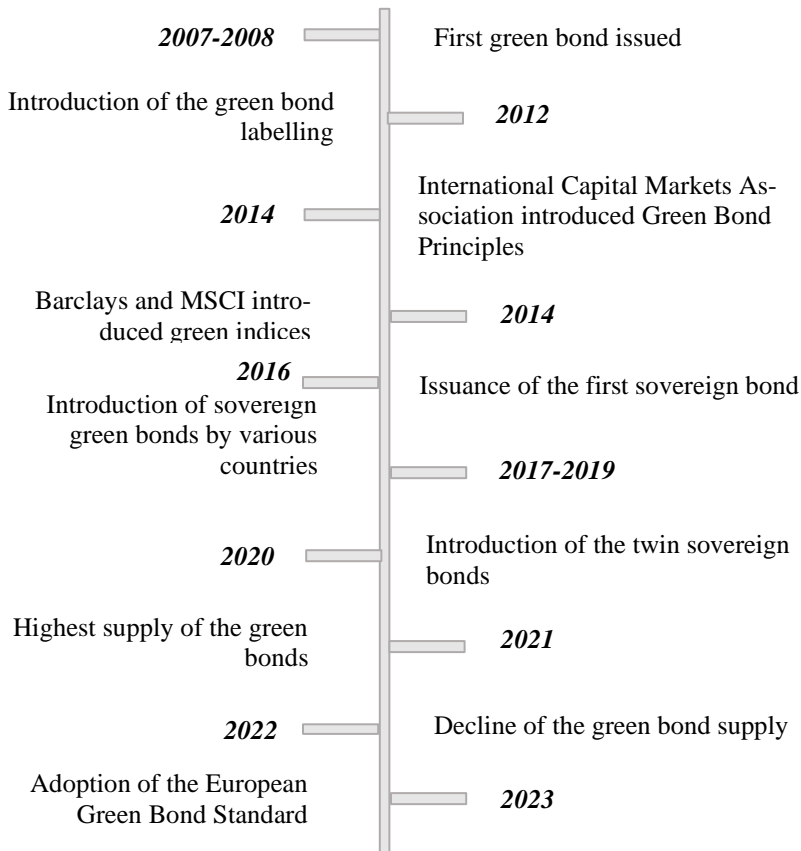 2007-2008
First green bond issued
Introduction of the green bond
labelling
2012
2014
International Capital Markets As-
sociation introduced Green Bond
Principles
Barclays and MSCI intro-
duced green indices
2014
2016
Issuance of the first sovereign bond
Introduction of sovereign
green bonds by various
countries
2017-2019
2020
Introduction of the twin sovereign
bonds
Highest supply of the green
bonds
2021
2022
Decline of the green bond supply
Adoption of the European
Green Bond Standard
2023